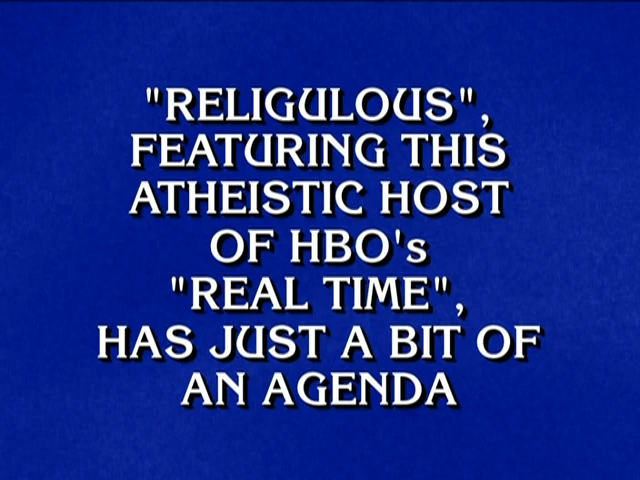 "RELIGULOUS",
FEATURING THIS
ATHEISTIC HOST
OF HBO's
"REAL TIME",
HAS JUST A BIT OF
AN AGENDA